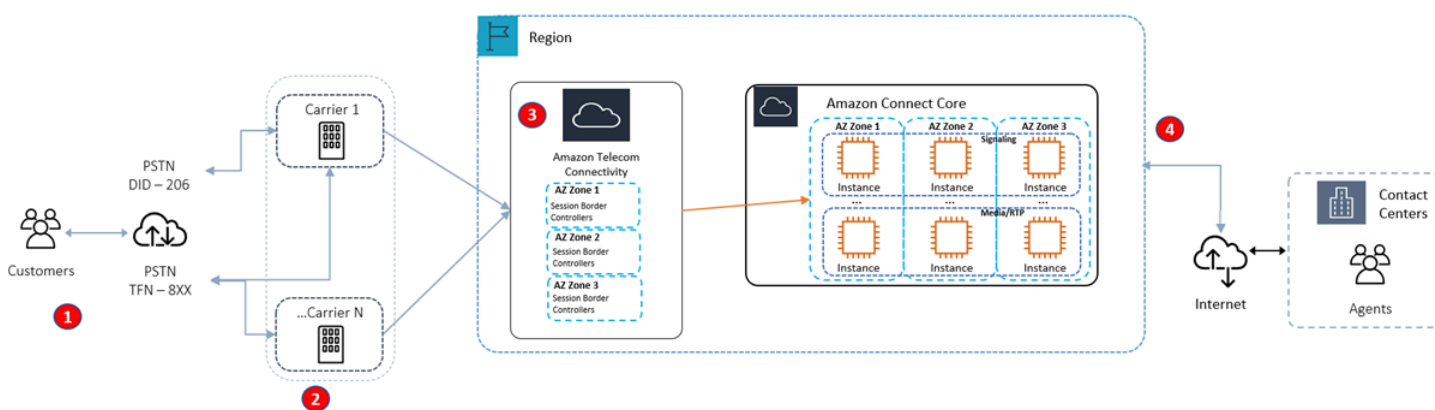 Region
Carrier 1
PSTN
DID – 206
Customers
PSTN
TFN – 8XX
1
...Carrier N
2
3
Amazon Telecom
Connectivity
AZ Zone 1
Session Border
Controllers
AZ Zone 2
Session Border
Controllers
AZ Zone 3
Session Border
Controllers
Amazon Connect Core
AZ Zone 1
AZ Zone 2
AZ Zone 3
Signaling
Instance
Instance
Instance
...
...
...
Media/RTP
Instance
Instance
Instance
4
Internet
Contact
Centers
Agents